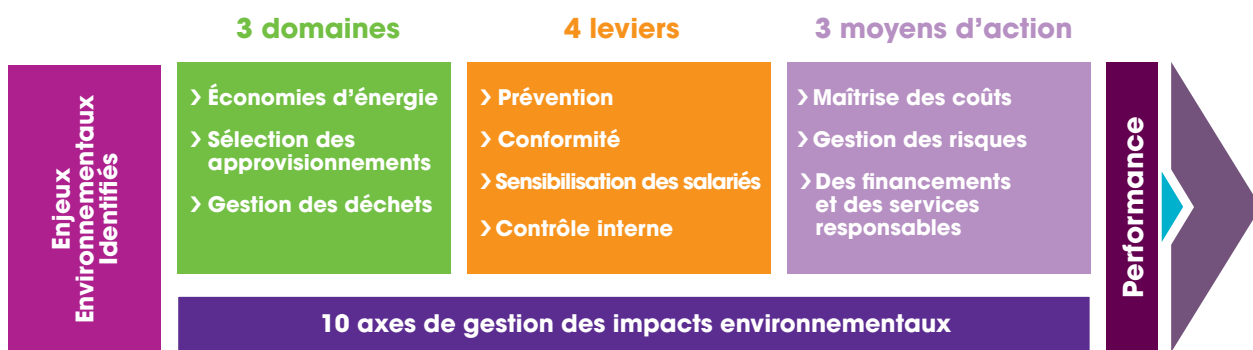 3 domaines
4 leviers
3 moyens d’action
Enjeux
Environnementaux
Identifiés
› Économies d’énergie
› Sélection des
approvisionnements
› Gestion des déchets
› Prévention
› Conformité
› Sensibilisation des salariés
› Contrôle interne
› Maîtrise des coûts
› Gestion des risques
› Des financements
et des services
responsables
Performance
10 axes de gestion des impacts environnementaux